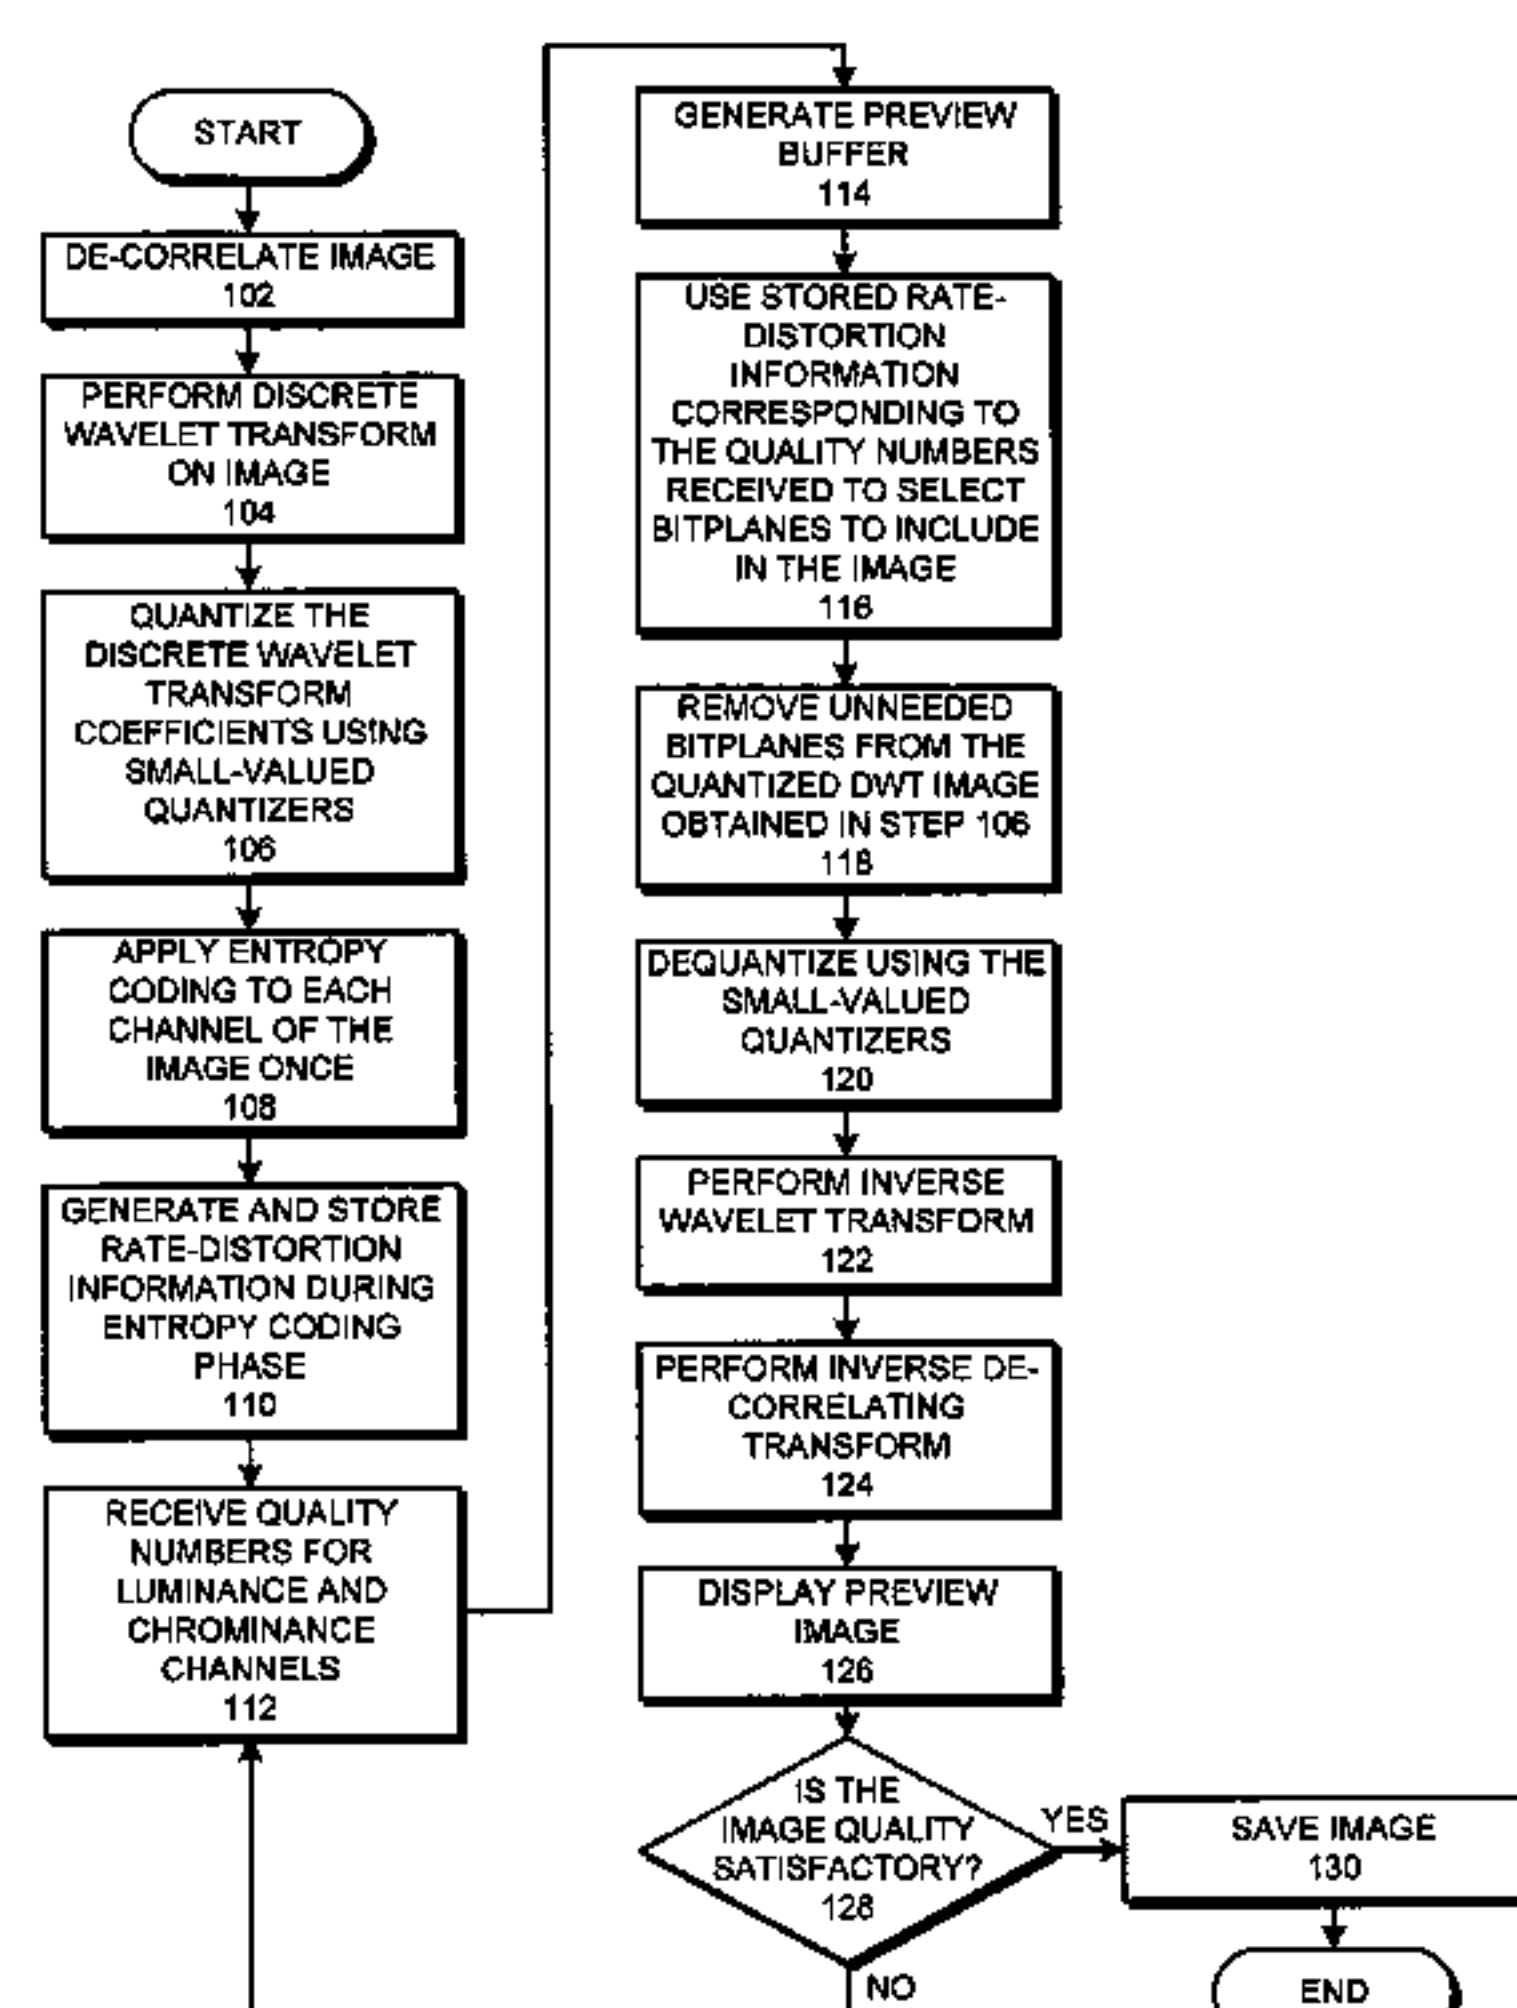 START
DE-CORRELATE IMAGE
102
PERFORM DISCRETE
WAVELET TRANSFORM
ON IMAGE
104
QUANTIZE THE
DISCRETE WAVELET
TRANSFORM
COEFFICIENTS USING
SMALL-VALUED
QUANTIZERS
106
APPLY ENTROPY
CODING TO EACH
CHANNEL OF THE
IMAGE ONCE
108
GENERATE AND STORE
RATE-DISTORTION
INFORMATION DURING
ENTROPY CODING
PHASE
110
RECEIVE QUALITY
NUMBERS FOR
LUMINANCE AND
CHROMINANCE
CHANNELS
112
GENERATE PREVIEW
BUFFER
114
USE STORED RATE-
DISTORTION
INFORMATION
CORRESPONDING TO
THE QUALITY NUMBERS
RECEIVED TO SELECT
BITPLANES TO INCLUDE
IN THE IMAGE
116
REMOVE UNNEEDED
BITPLANES FROM THE
QUANTIZED DWT IMAGE
OBTAINED IN STEP 106
118
DEQUANTIZE USING THE
SMALL-VALUED
QUANTIZERS
120
PERFORM INVERSE
WAVELET TRANSFORM
122
PERFORM INVERSE DE-
CORRELATING
TRANSFORM
124
DISPLAY PREVIEW
IMAGE
126
IS THE
IMAGE QUALITY
SATISFACTORY?
128
YES
NO
SAVE IMAGE
130
END